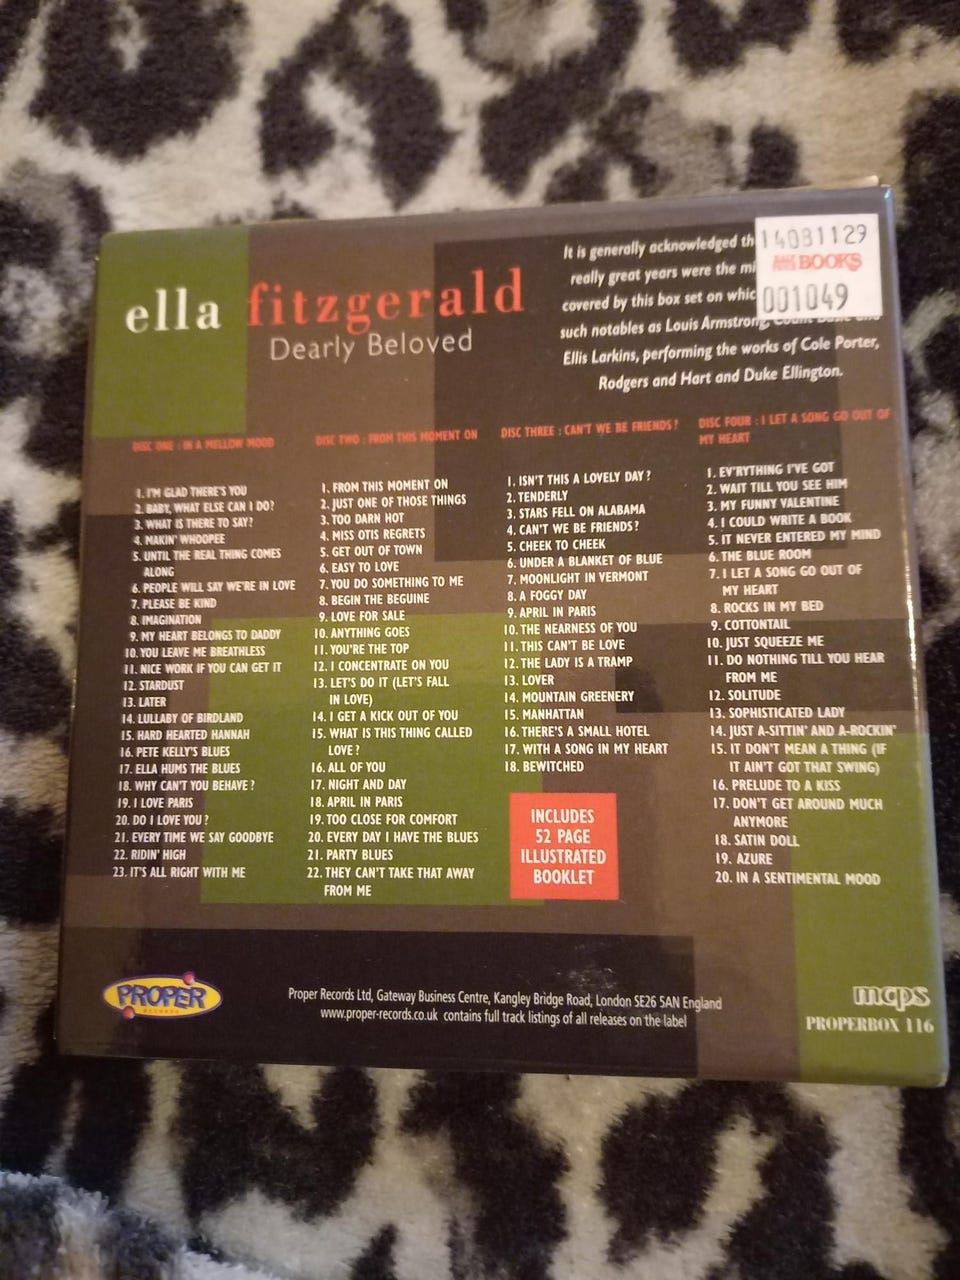 ella fitzgerald
Dearly Beloved
It is generally acknowledged
really great years were the
covered by this box set on
such notables as Louis Armstrong, Count Basie and
Ellis Larkins, performing the works of Cole Porter,
Rodgers and Hart and Duke Ellington.
14081129
HALF PRICE BOOKS
001049
DISC ONE : IN A MELLOW MOOD
1. I'M GLAD THERE'S YOU
2. BABY, WHAT ELSE CAN I DO?
3. WHAT IS THERE TO SAY?
4. MAKIN' WHOOPEE
5. UNTIL THE REAL THING COMES
ALONG
6. PEOPLE WILL SAY WE'RE IN LOVE
7. PLEASE BE KIND
8. IMAGINATION
9. MY HEART BELONGS TO DADDY
10. YOU LEAVE ME BREATHLESS
11. NICE WORK IF YOU CAN GET IT
12. STARDUST
13. LATER
14. LULLABY OF BIRDLAND
15. HARD HEARTED HANNAH
16. PETE KELLY'S BLUES
17. ELLA HUMS THE BLUES
18. WHY CAN'T YOU BEHAVE?
19. I LOVE PARIS
20. DO I LOVE YOU?
21. EVERY TIME WE SAY GOODBYE
22. RIDIN' HIGH
23. IT'S ALL RIGHT WITH ME
DISC TWO : FROM THIS MOMENT ON
1. FROM THIS MOMENT ON
2. JUST ONE OF THOSE THINGS
3. TOO DARN HOT
4. MISS OTIS REGRETS
5. GET OUT OF TOWN
6. EASY TO LOVE
7. YOU DO SOMETHING TO ME
8. BEGIN THE BEGUINE
9. LOVE FOR SALE
10. ANYTHING GOES
11. YOU'RE THE TOP
12. I CONCENTRATE ON YOU
13. LET'S DO IT (LET'S FALL
IN LOVE)
14. I GET A KICK OUT OF YOU
15. WHAT IS THIS THING CALLED
LOVE?
16. ALL OF YOU
17. NIGHT AND DAY
18. APRIL IN PARIS
19. TOO CLOSE FOR COMFORT
20. EVERY DAY I HAVE THE BLUES
21. PARTY BLUES
22. THEY CAN'T TAKE THAT AWAY
FROM ME
DISC THREE : CAN'T WE BE FRIENDS?
1. ISN'T THIS A LOVELY DAY?
2. TENDERLY
3. STARS FELL ON ALABAMA
4. CAN'T WE BE FRIENDS?
5. CHEEK TO CHEEK
6. UNDER A BLANKET OF BLUE
7. MOONLIGHT IN VERMONT
8. A FOGGY DAY
9. APRIL IN PARIS
10. THE NEARNESS OF YOU
11. THIS CAN'T BE LOVE
12. THE LADY IS A TRAMP
13. LOVER
14. MOUNTAIN GREENERY
15. MANHATTAN
16. THERE'S A SMALL HOTEL
17. WITH A SONG IN MY HEART
18. BEWITCHED
INCLUDES
52 PAGE
ILLUSTRATED
BOOKLET
DISC FOUR : I LET A SONG GO OUT OF
MY HEART
1. EV'RYTHING I'VE GOT
2. WAIT TILL YOU SEE HIM
3. MY FUNNY VALENTINE
4. I COULD WRITE A BOOK
5. IT NEVER ENTERED MY MIND
6. THE BLUE ROOM
7. I LET A SONG GO OUT OF
MY HEART
8. ROCKS IN MY BED
9. COTTONTAIL
10. JUST SQUEEZE ME
11. DO NOTHING TILL YOU HEAR
FROM ME
12. SOLITUDE
13. SOPHISTICATED LADY
14. JUST A-SITTIN' AND A-ROCKIN'
15. IT DON'T MEAN A THING (IF
IT AIN'T GOT THAT SWING)
16. PRELUDE TO A KISS
17. DON'T GET AROUND MUCH
ANYMORE
18. SATIN DOLL
19. AZURE
20. IN A SENTIMENTAL MOOD
PROPER
RECORDS
Proper Records Ltd, Gateway Business Centre, Kangley Bridge Road, London SE26 5AN England
www.proper-records.co.uk contains full track listings of all releases on the label
mcps
PROPERBOX 116